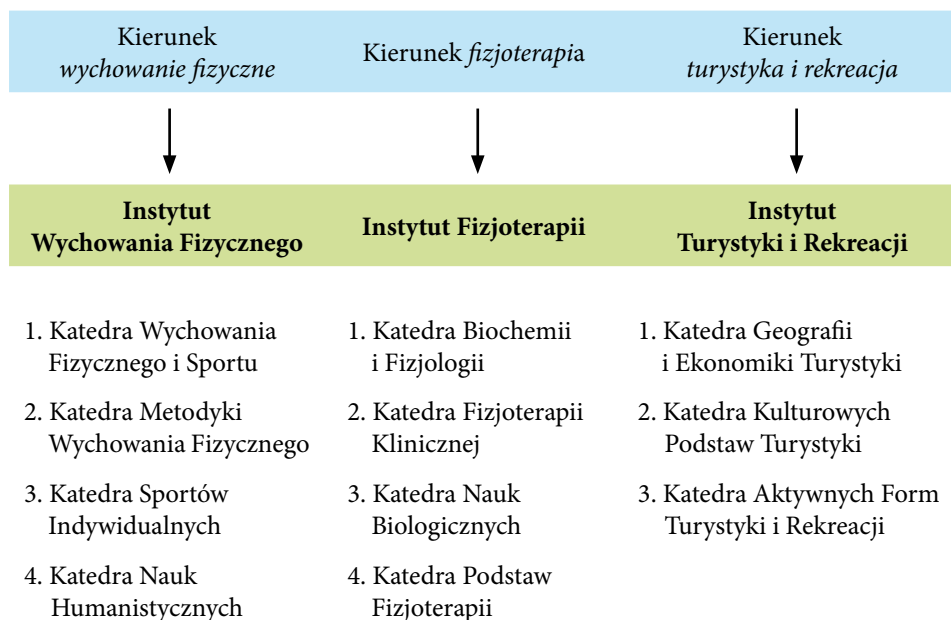 Kierunek
wychowanie fizyczne
Kierunek fizjoterapia
Kierunek
turystyka i rekreacja
Instytut
Wychowania Fizycznego
Instytut Fizjoterapii
Instytut
Turystyki i Rekreacji
1. Katedra Wychowania
Fizycznego i Sportu
2. Katedra Metodyki
Wychowania Fizycznego
3. Katedra Sportów
Indywidualnych
4. Katedra Nauk
Humanistycznych
1. Katedra Biochemii
i Fizjologii
2. Katedra Fizjoterapii
Klinicznej
3. Katedra Nauk
Biologicznych
4. Katedra Podstaw
Fizjoterapii
1. Katedra Geografii
i Ekonomiki Turystyki
2. Katedra Kulturowych
Podstaw Turystyki
3. Katedra Aktywnych Form
Turystyki i Rekreacji